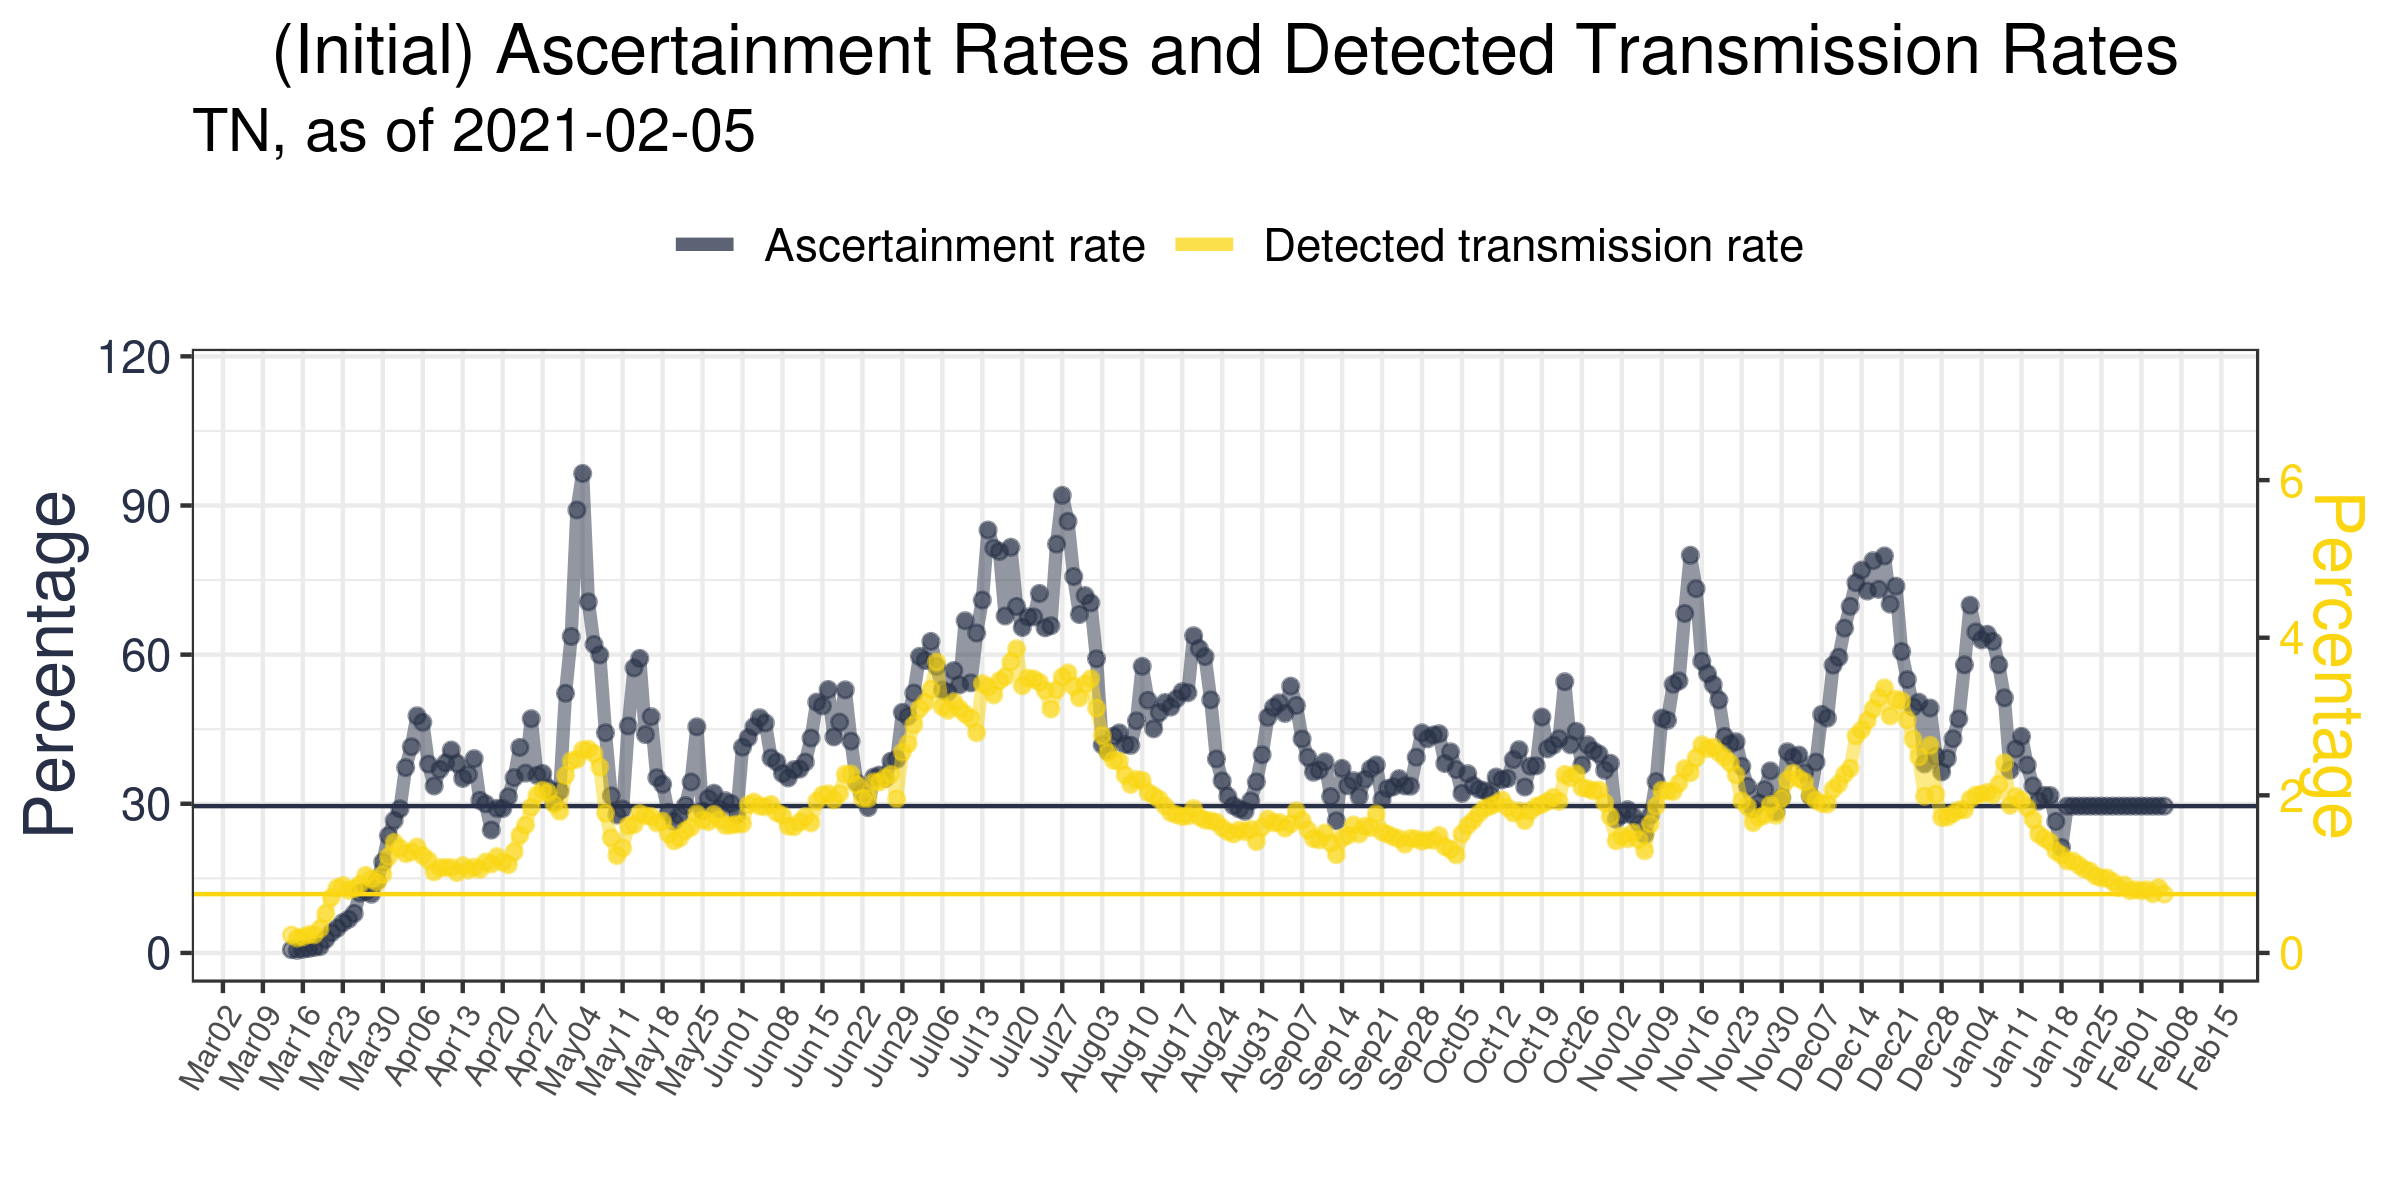 (Initial) Ascertainment Rates and Detected Transmission Rates
TN, as of 2021-02-05
Ascertainment rate
Detected transmission rate
Percentage
120
90
60
30
0
6
4
2
0
Percentage
Mar02
Mar09
Mar16
Mar23
Mar30
Apr06
Apr13
Apr20
Apr27
May04
May11
May18
May25
Jun01
Jun08
Jun15
Jun22
Jun29
Jul06
Jul13
Jul20
Jul27
Aug03
Aug10
Aug17
Aug24
Aug31
Sep07
Sep14
Sep21
Sep28
Oct05
Oct12
Oct19
Oct26
Nov02
Nov09
Nov16
Nov23
Nov30
Dec07
Dec14
Dec21
Dec28
Jan04
Jan11
Jan18
Jan25
Feb01
Feb08
Feb15